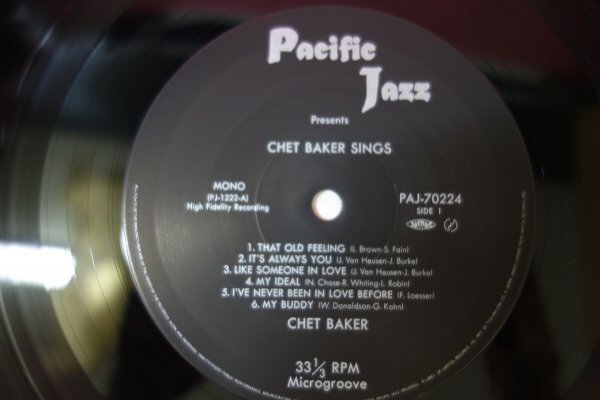 Pacific
Jazz
Presents
CHET BAKER SINGS
MONO
(PJ-1222-A)
High Fidelity Recording
PAJ-70224
SIDE 1
1. THAT OLD FEELING (L. Brown-S. Fain)
2. IT'S ALWAYS YOU (J. Van Heusen-J. Burke)
3. LIKE SOMEONE IN LOVE (J. Van Heusen-J. Burke)
4. MY IDEAL (N. Chase-R. Whiting-L. Robin)
5. I'VE NEVER BEEN IN LOVE BEFORE (F. Loesser)
6. MY BUDDY (W. Donaldson-G. Kahn)
CHET BAKER
33 1/3 RPM
Microgroove